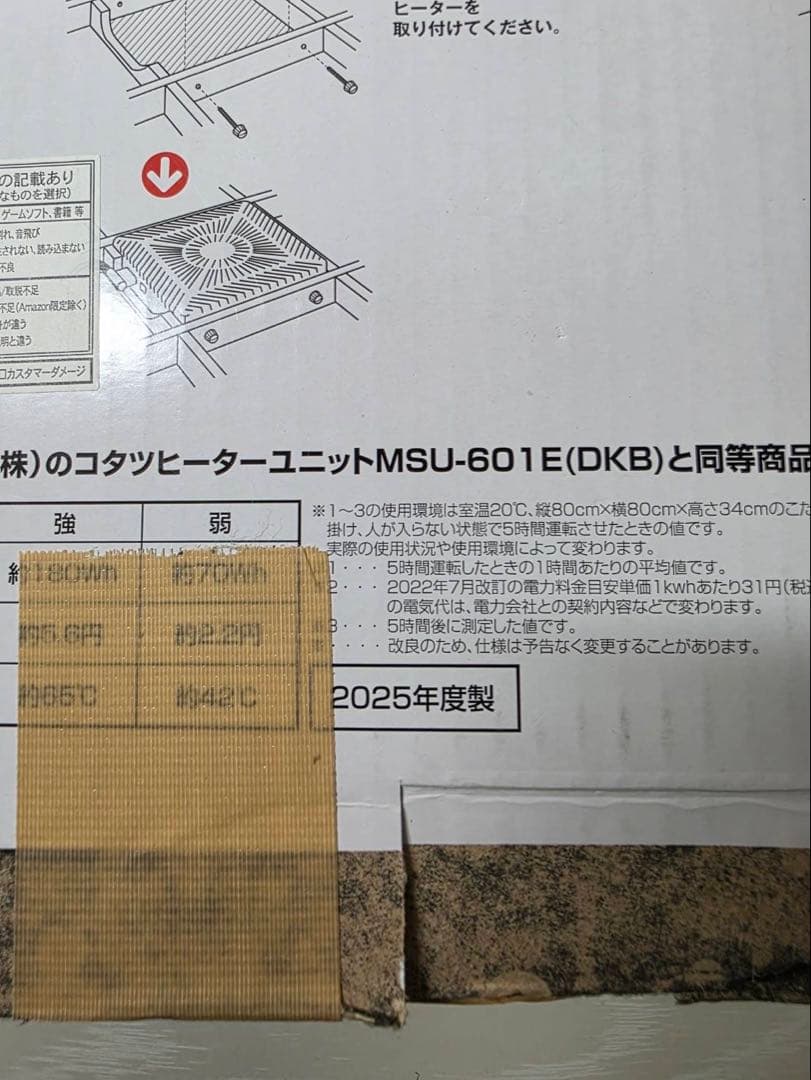 ヒーターを
取り付けてください。
の記載あり
なものを選択)
ゲームソフト、書籍 等
割れ、音飛び
されない、読み込まない
不良
/取説不足
不足(Amazon限定除く)
が違う
明と違う
カスタマーダメージ
株)のコタツヒーターユニットMSU-601E(DKB)と同等商品
強 弱
約180Wh 約70Wh
約5.6円 約2.2円
約65℃ 約42℃
※1〜3の使用環境は室温20℃、縦80cm×横80cm×高さ34cmのこた
掛け、人が入らない状態で5時間運転させたときの値です。
実際の使用状況や使用環境によって変わります。
1・・・ 5時間運転したときの1時間あたりの平均値です。
2・・・ 2022年7月改訂の電力料金目安単価1kwhあたり31円(税込
の電気代は、電力会社との契約内容などで変わります。
※3・・・ 5時間後に測定した値です。
※・・・・ 改良のため、仕様は予告なく変更することがあります。
2025年度製